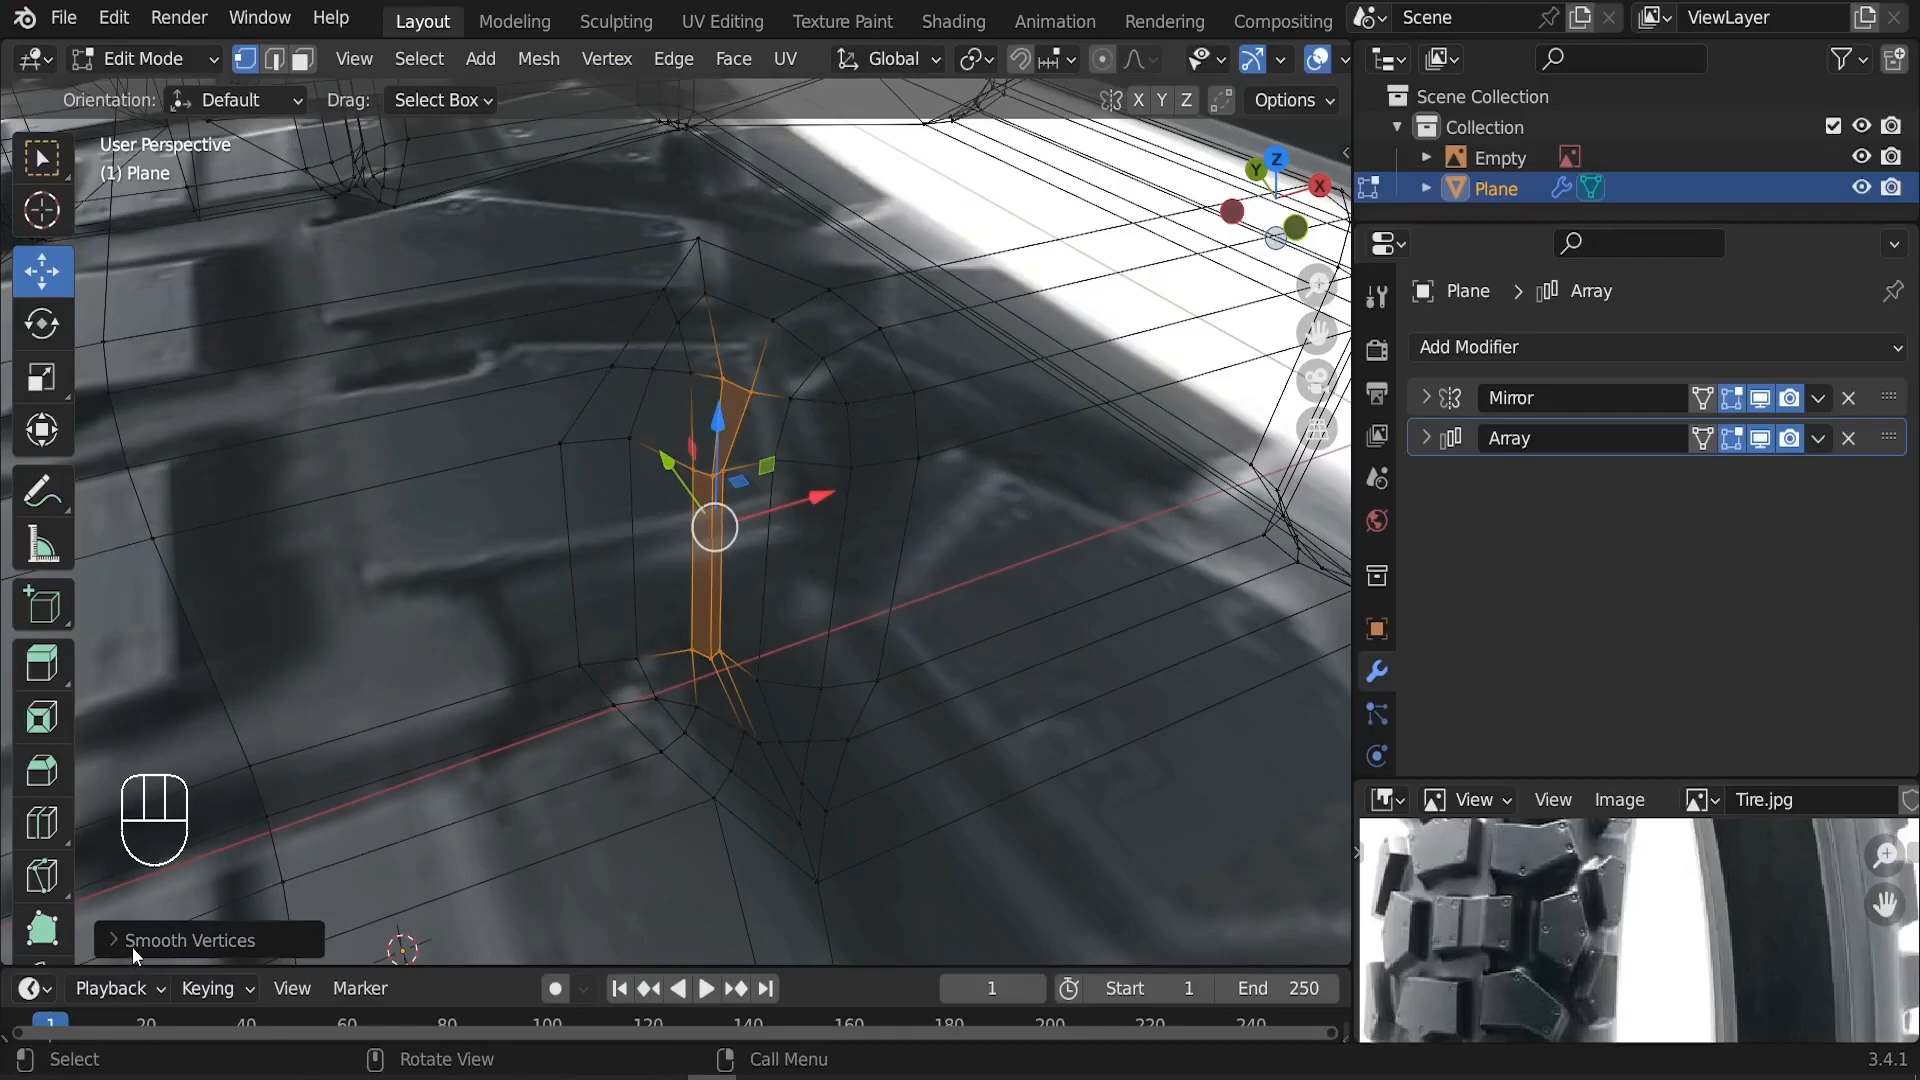 File Edit Render Window Help Layout Modeling Sculpting UV Editing Texture Paint Shading Animation Rendering Compositing Scene ViewLayer
Edit Mode View Select Add Mesh Vertex Edge Face UV Global
Orientation: Default Drag: Select Box X Y Z Options
User Perspective
(1) Plane
Z
Y
X
Scene Collection
Collection
Empty
Plane
Plane Array
Add Modifier
Mirror
Array
View View Image Tire.jpg
Smooth Vertices
Playback Keying View Marker 1 Start 1 End 250
1 20 40 60 80 100 120 140 160 180 200 220 240
Select Rotate View Call Menu 3.4.1